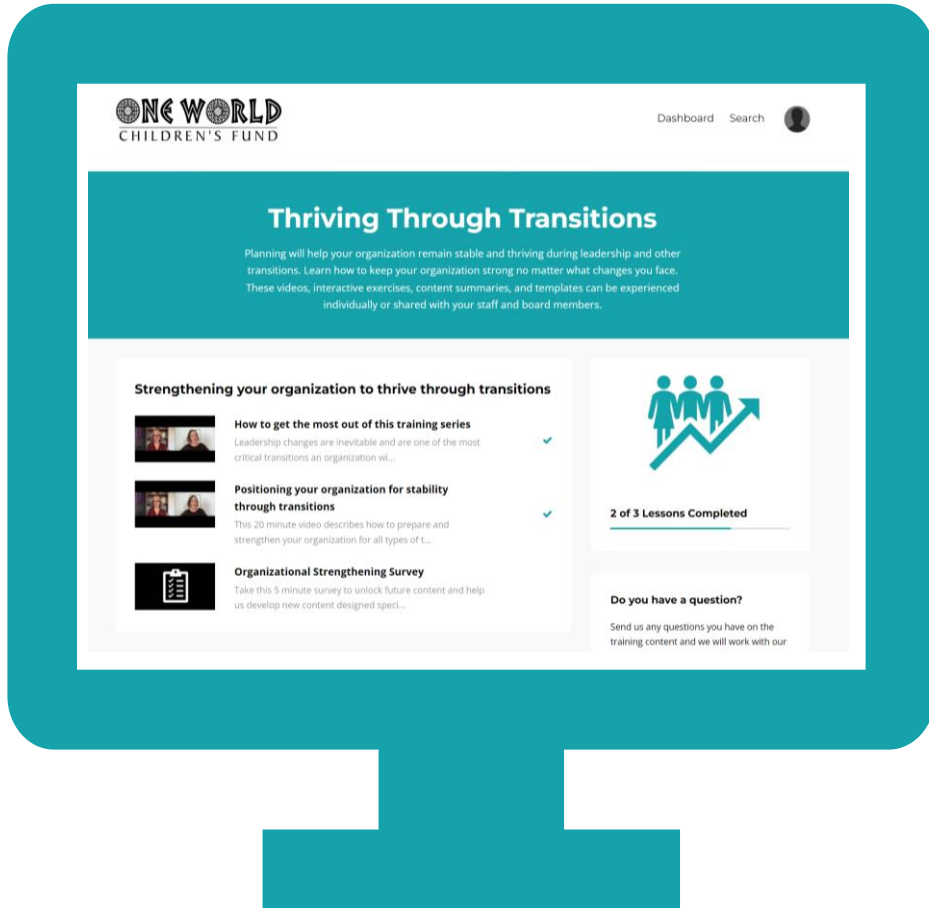 ONE WORLD
CHILDREN'S FUND
Dashboard Search
Thriving Through Transitions
Planning will help your organization remain stable and thriving during leadership and other
transitions. Learn how to keep your organization strong no matter what changes you face.
These videos, interactive exercises, content summaries, and templates can be experienced
individually or shared with your staff and board members.
Strengthening your organization to thrive through transitions
How to get the most out of this training series
Leadership changes are inevitable and are one of the most
critical transitions an organization wi...
Positioning your organization for stability
through transitions
This 20 minute video describes how to prepare and
strengthen your organization for all types of t...
Organizational Strengthening Survey
Take this 5 minute survey to unlock future content and help
us develop new content designed speci...
2 of 3 Lessons Completed
Do you have a question?
Send us any questions you have on the
training content and we will work with our